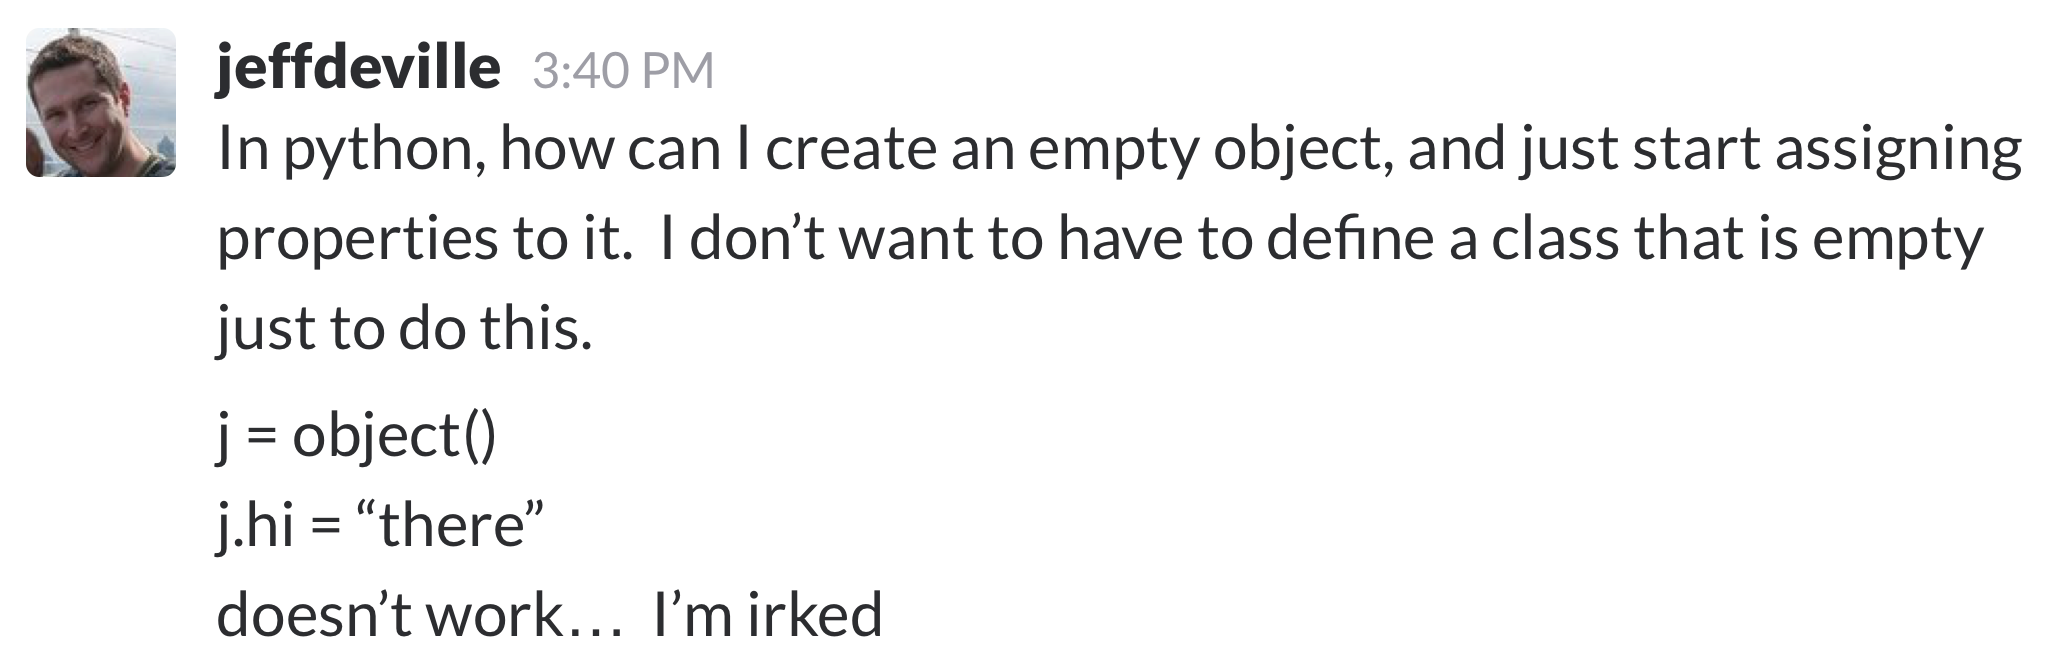 jeffdeville 3:40 PM
In python, how can I create an empty object, and just start assigning
properties to it.  I don’t want to have to define a class that is empty
just to do this.
j = object()
j.hi = “there”
doesn’t work…  I’m irked